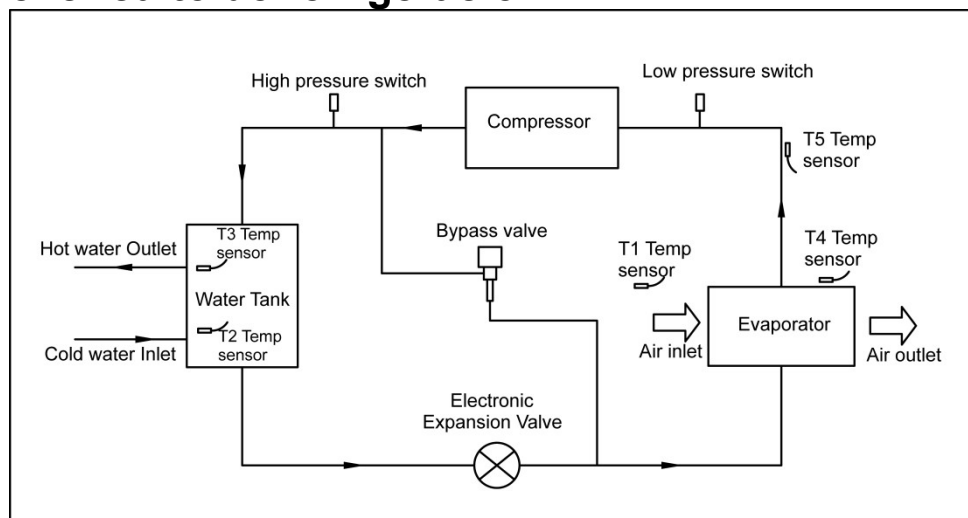 High pressure switch
Low pressure switch
Compressor
T5 Temp
sensor
Hot water Outlet
T3 Temp
sensor
Bypass valve
T1 Temp
sensor
T4 Temp
sensor
Water Tank
Evaporator
Cold water Inlet
T2 Temp
sensor
Air inlet
Air outlet
Electronic
Expansion Valve